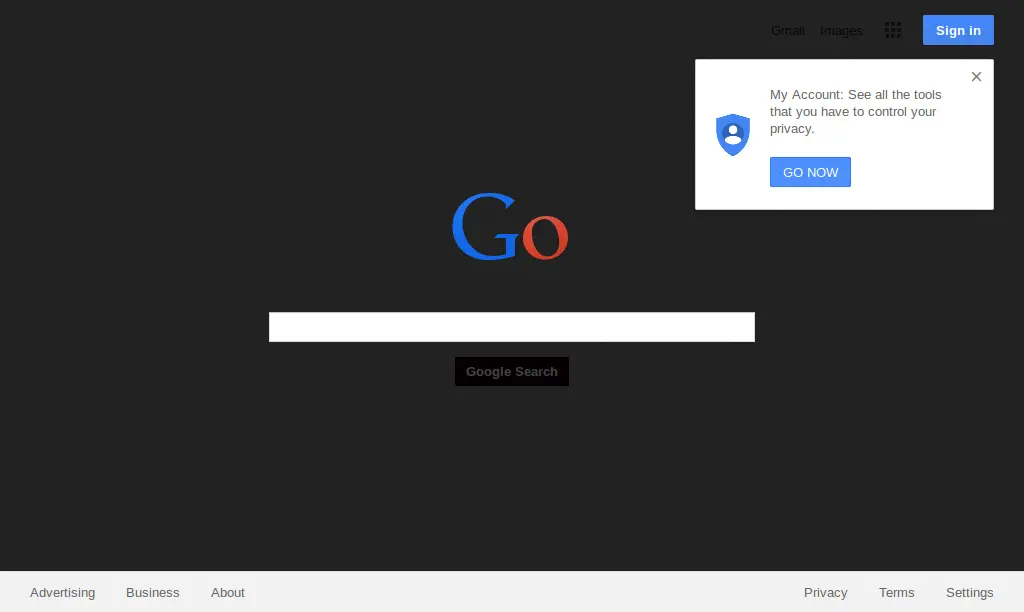 Gmail Images Sign in
My Account: See all the tools
that you have to control your
privacy.
GO NOW
Go
Google Search
Advertising Business About Privacy Terms Settings